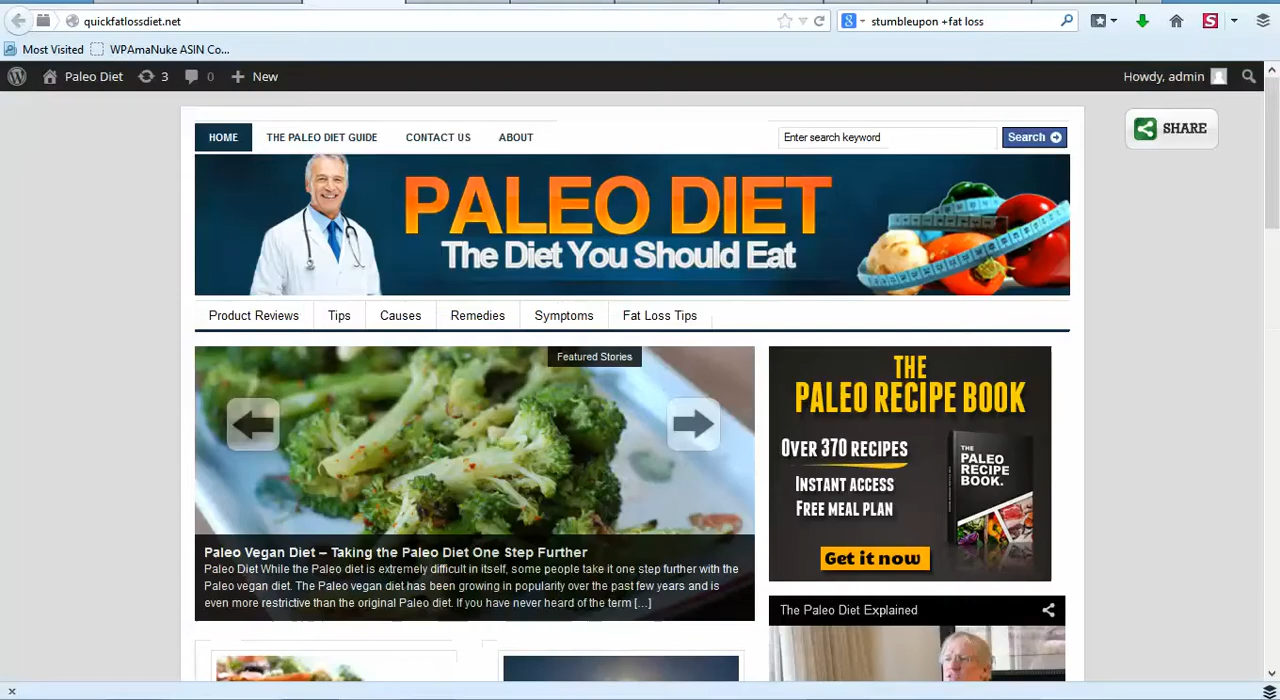 quickfatlossdiet.net
stumbleupon +fat loss
Most Visited
WPAmaNuke ASIN Co...
Paleo Diet
3
0
New
Howdy, admin
SHARE
HOME
THE PALEO DIET GUIDE
CONTACT US
ABOUT
Enter search keyword
Search
PALEO DIET
The Diet You Should Eat
Product Reviews
Tips
Causes
Remedies
Symptoms
Fat Loss Tips
Featured Stories
Paleo Vegan Diet – Taking the Paleo Diet One Step Further
Paleo Diet While the Paleo diet is extremely difficult in itself, some people take it one step further with the
Paleo vegan diet. The Paleo vegan diet has been growing in popularity over the past few years and is
even more restrictive than the original Paleo diet. If you have never heard of the term [...]
THE
PALEO RECIPE BOOK
OVER 370 RECIPES
INSTANT ACCESS
FREE MEAL PLAN
Get it now
THE
PALEO
RECIPE
BOOK.
The Paleo Diet Explained